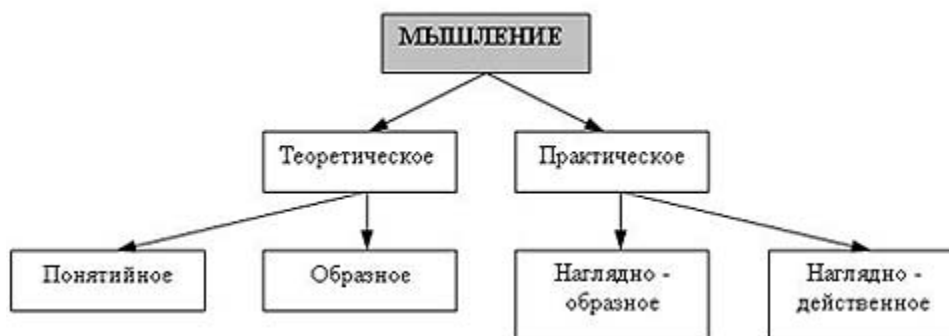 МЫШЛЕНИЕ
Теоретическое
Практическое
Понятийное
Образное
Наглядно -
образное
Наглядно -
действенное